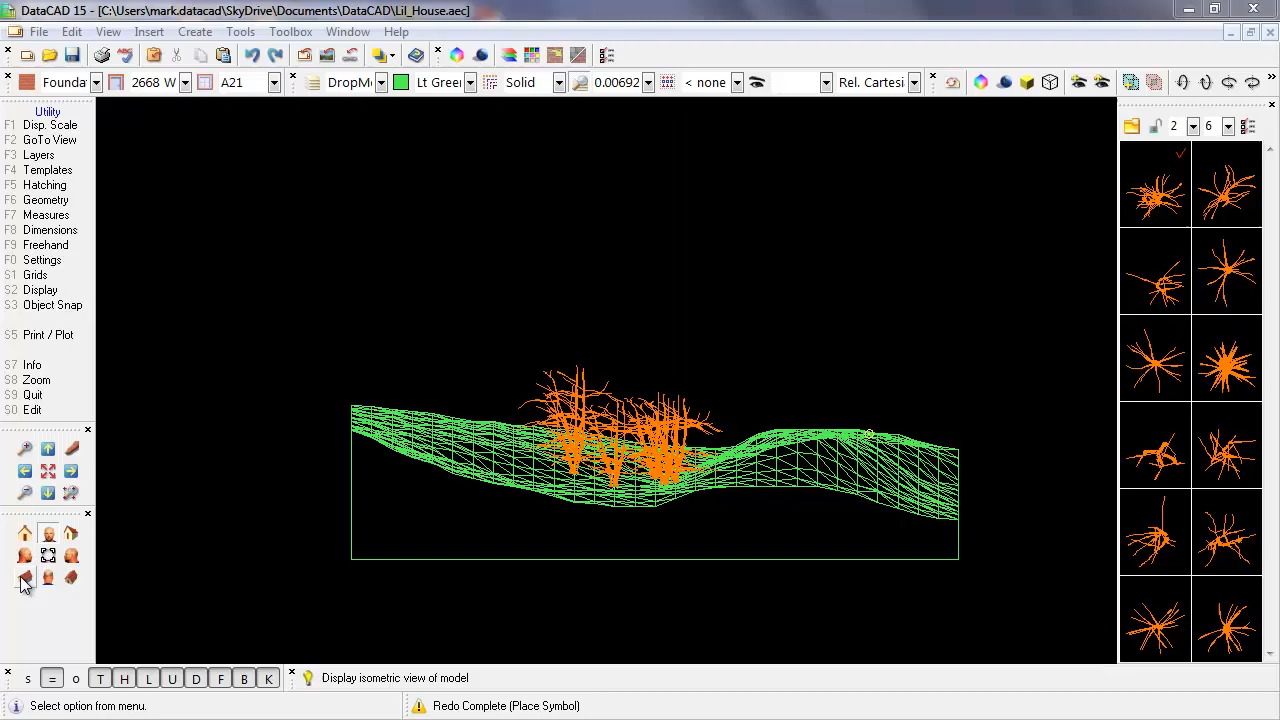 DataCAD 15 - [C:\Users\mark.datacad\SkyDrive\Documents\DataCAD\Lil_House.aec]
File Edit View Insert Create Tools Toolbox Window Help
Founda 2668 W A21 DropM Lt Gree Solid 0.00692 < none Rel. Cartesi
Utility
F1 Disp. Scale
F2 GoTo View
F3 Layers
F4 Templates
F5 Hatching
F6 Geometry
F7 Measures
F8 Dimensions
F9 Freehand
F0 Settings
S1 Grids
S2 Display
S3 Object Snap
S5 Print / Plot
S7 Info
S8 Zoom
S9 Quit
S0 Edit
2 6
s = o T H L U D F B K Display isometric view of model
Select option from menu. Redo Complete (Place Symbol)